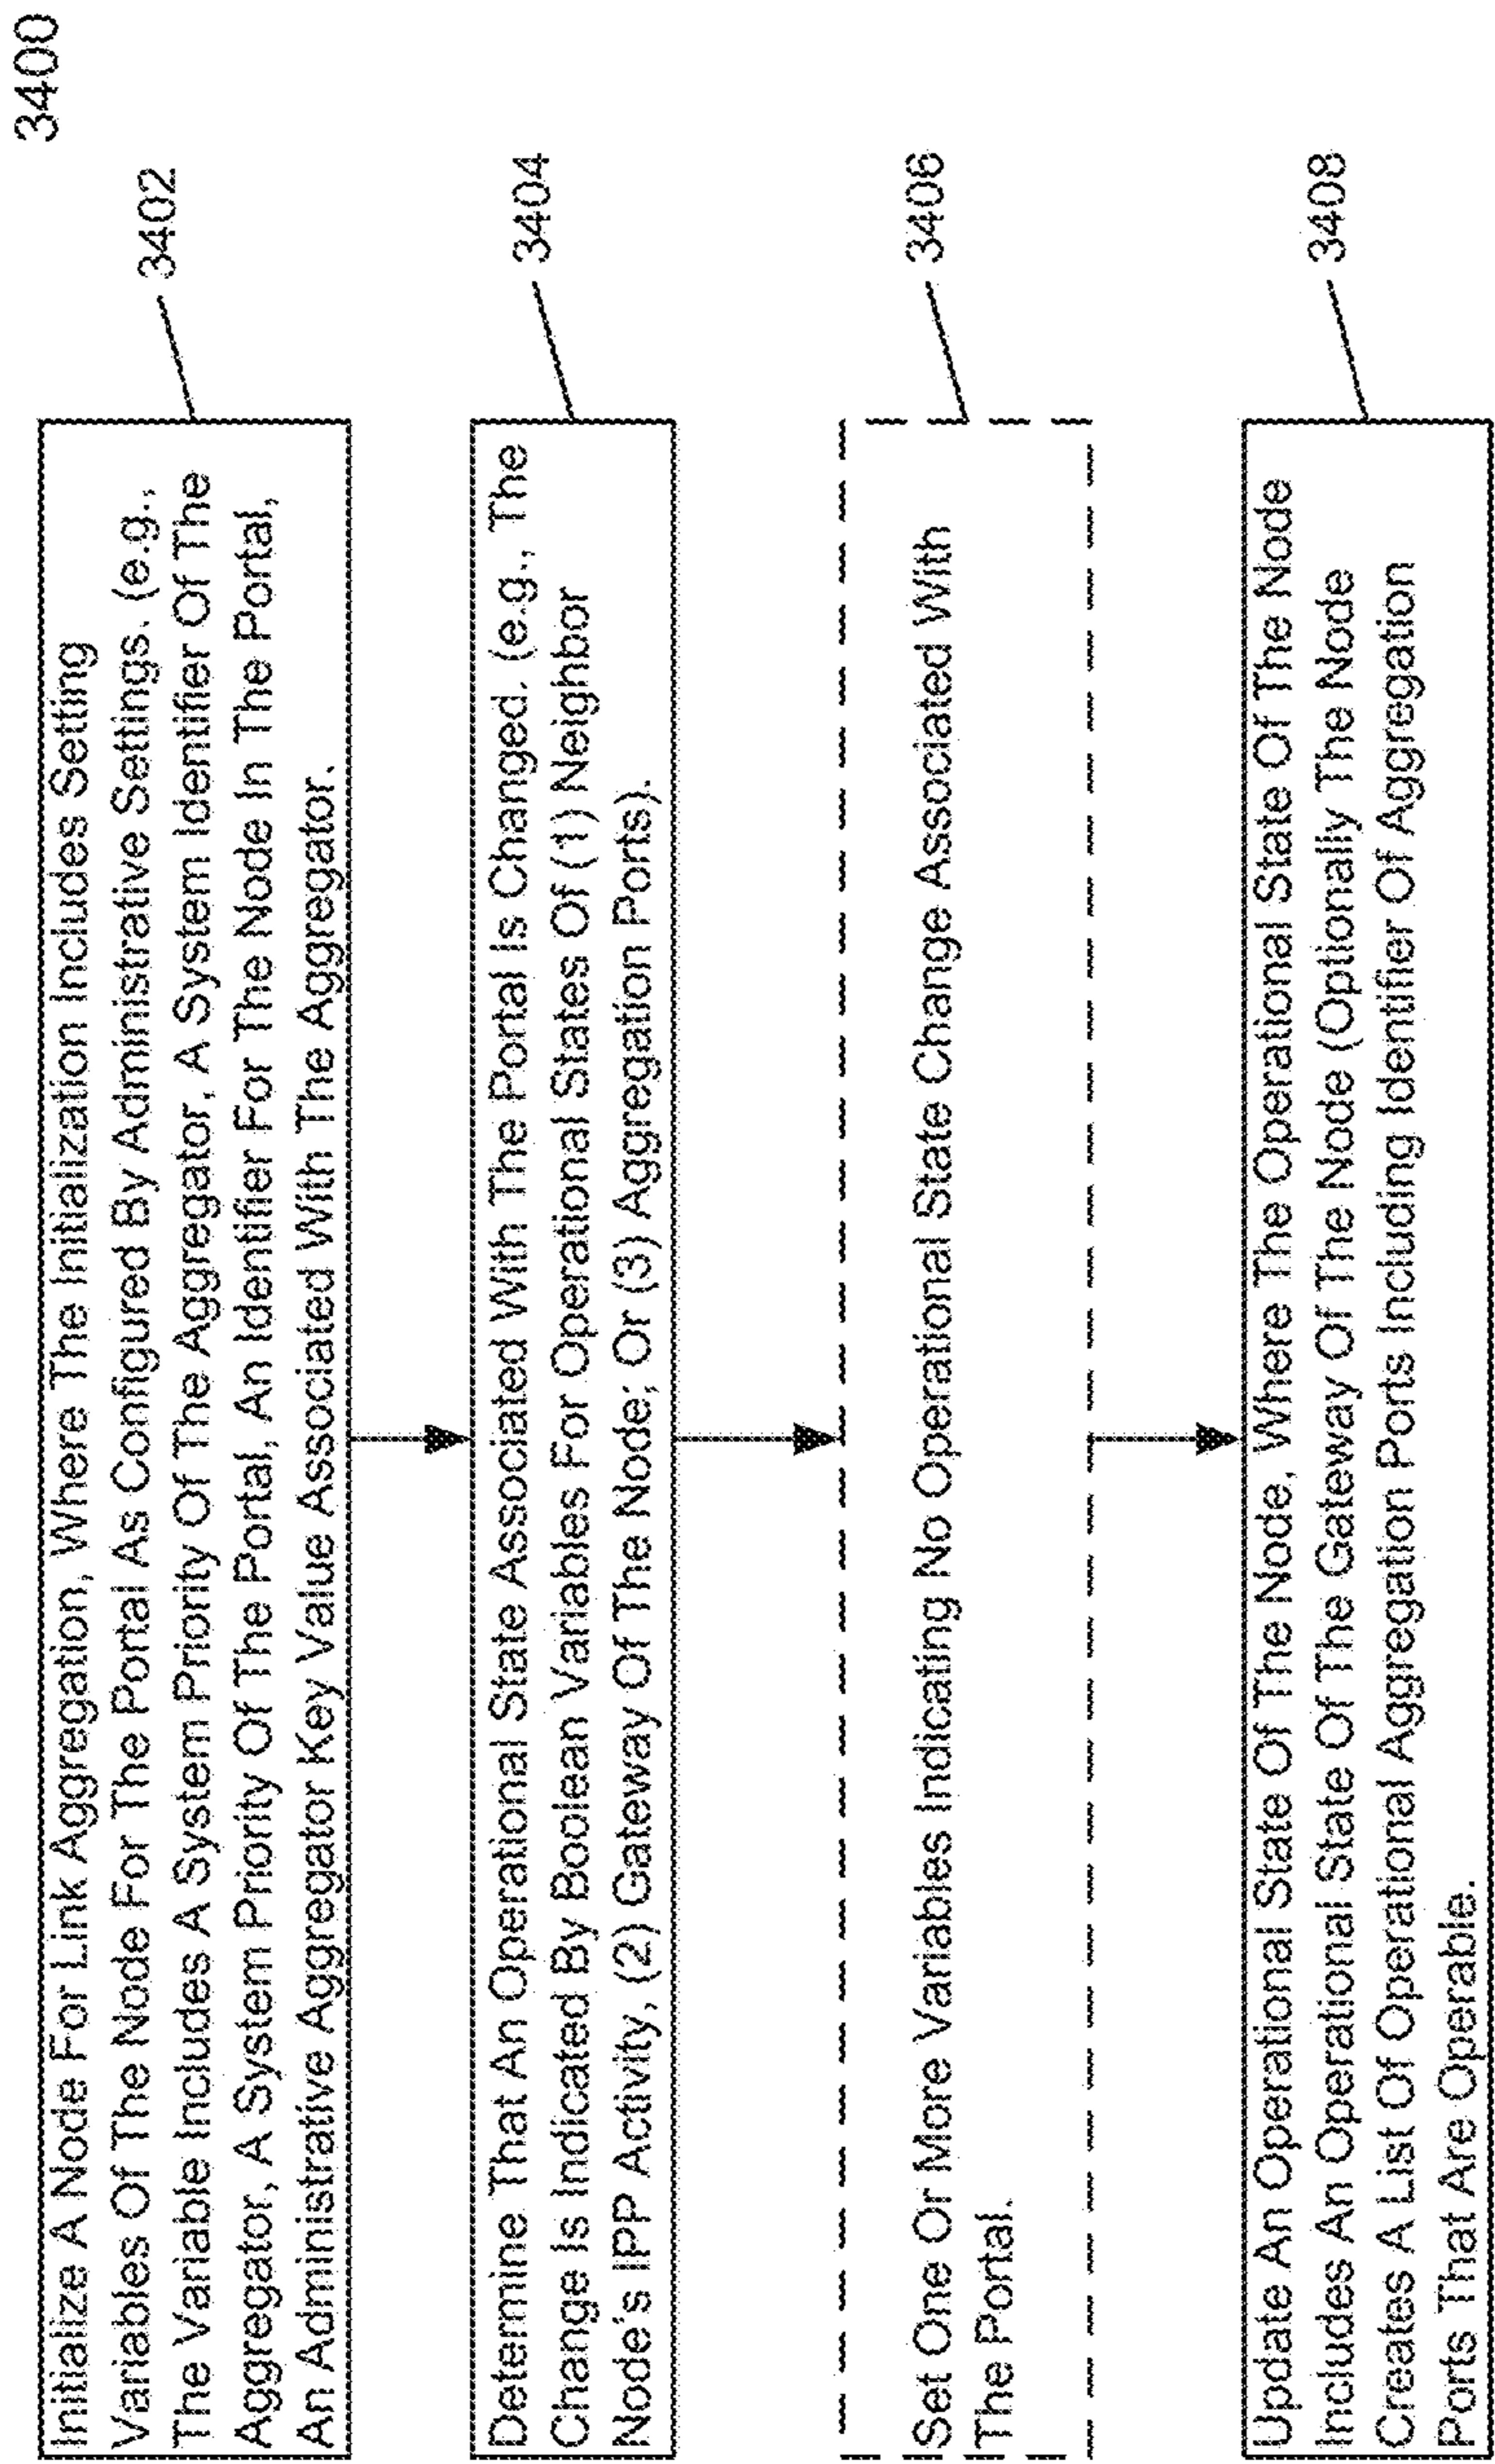 3400
Initialize A Node For Link Aggregation, Where The Initialization Includes Setting
Variables Of The Node For The Portal As Configured By Administrative Settings. (e.g.,
The Variable Includes A System Priority Of The Aggregator, A System Identifier Of The
Aggregator, A System Priority Of The Portal, An Identifier For The Node In The Portal,
An Administrative Aggregator Key Value Associated With The Aggregator.
3402
Determine That An Operational State Associated With The Portal Is Changed. (e.g., The
Change Is Indicated By Boolean Variables For Operational States Of (1) Neighbor
Node's IPP Activity, (2) Gateway Of The Node; Or (3) Aggregation Ports).
3404
Set One Or More Variables Indicating No Operational State Change Associated With
The Portal.
3406
Update An Operational State Of The Node, Where The Operational State Of The Node
Includes An Operational State Of The Gateway Of The Node (Optionally The Node
Creates A List Of Operational Aggregation Ports Including Identifier Of Aggregation
Ports That Are Operable.
3408